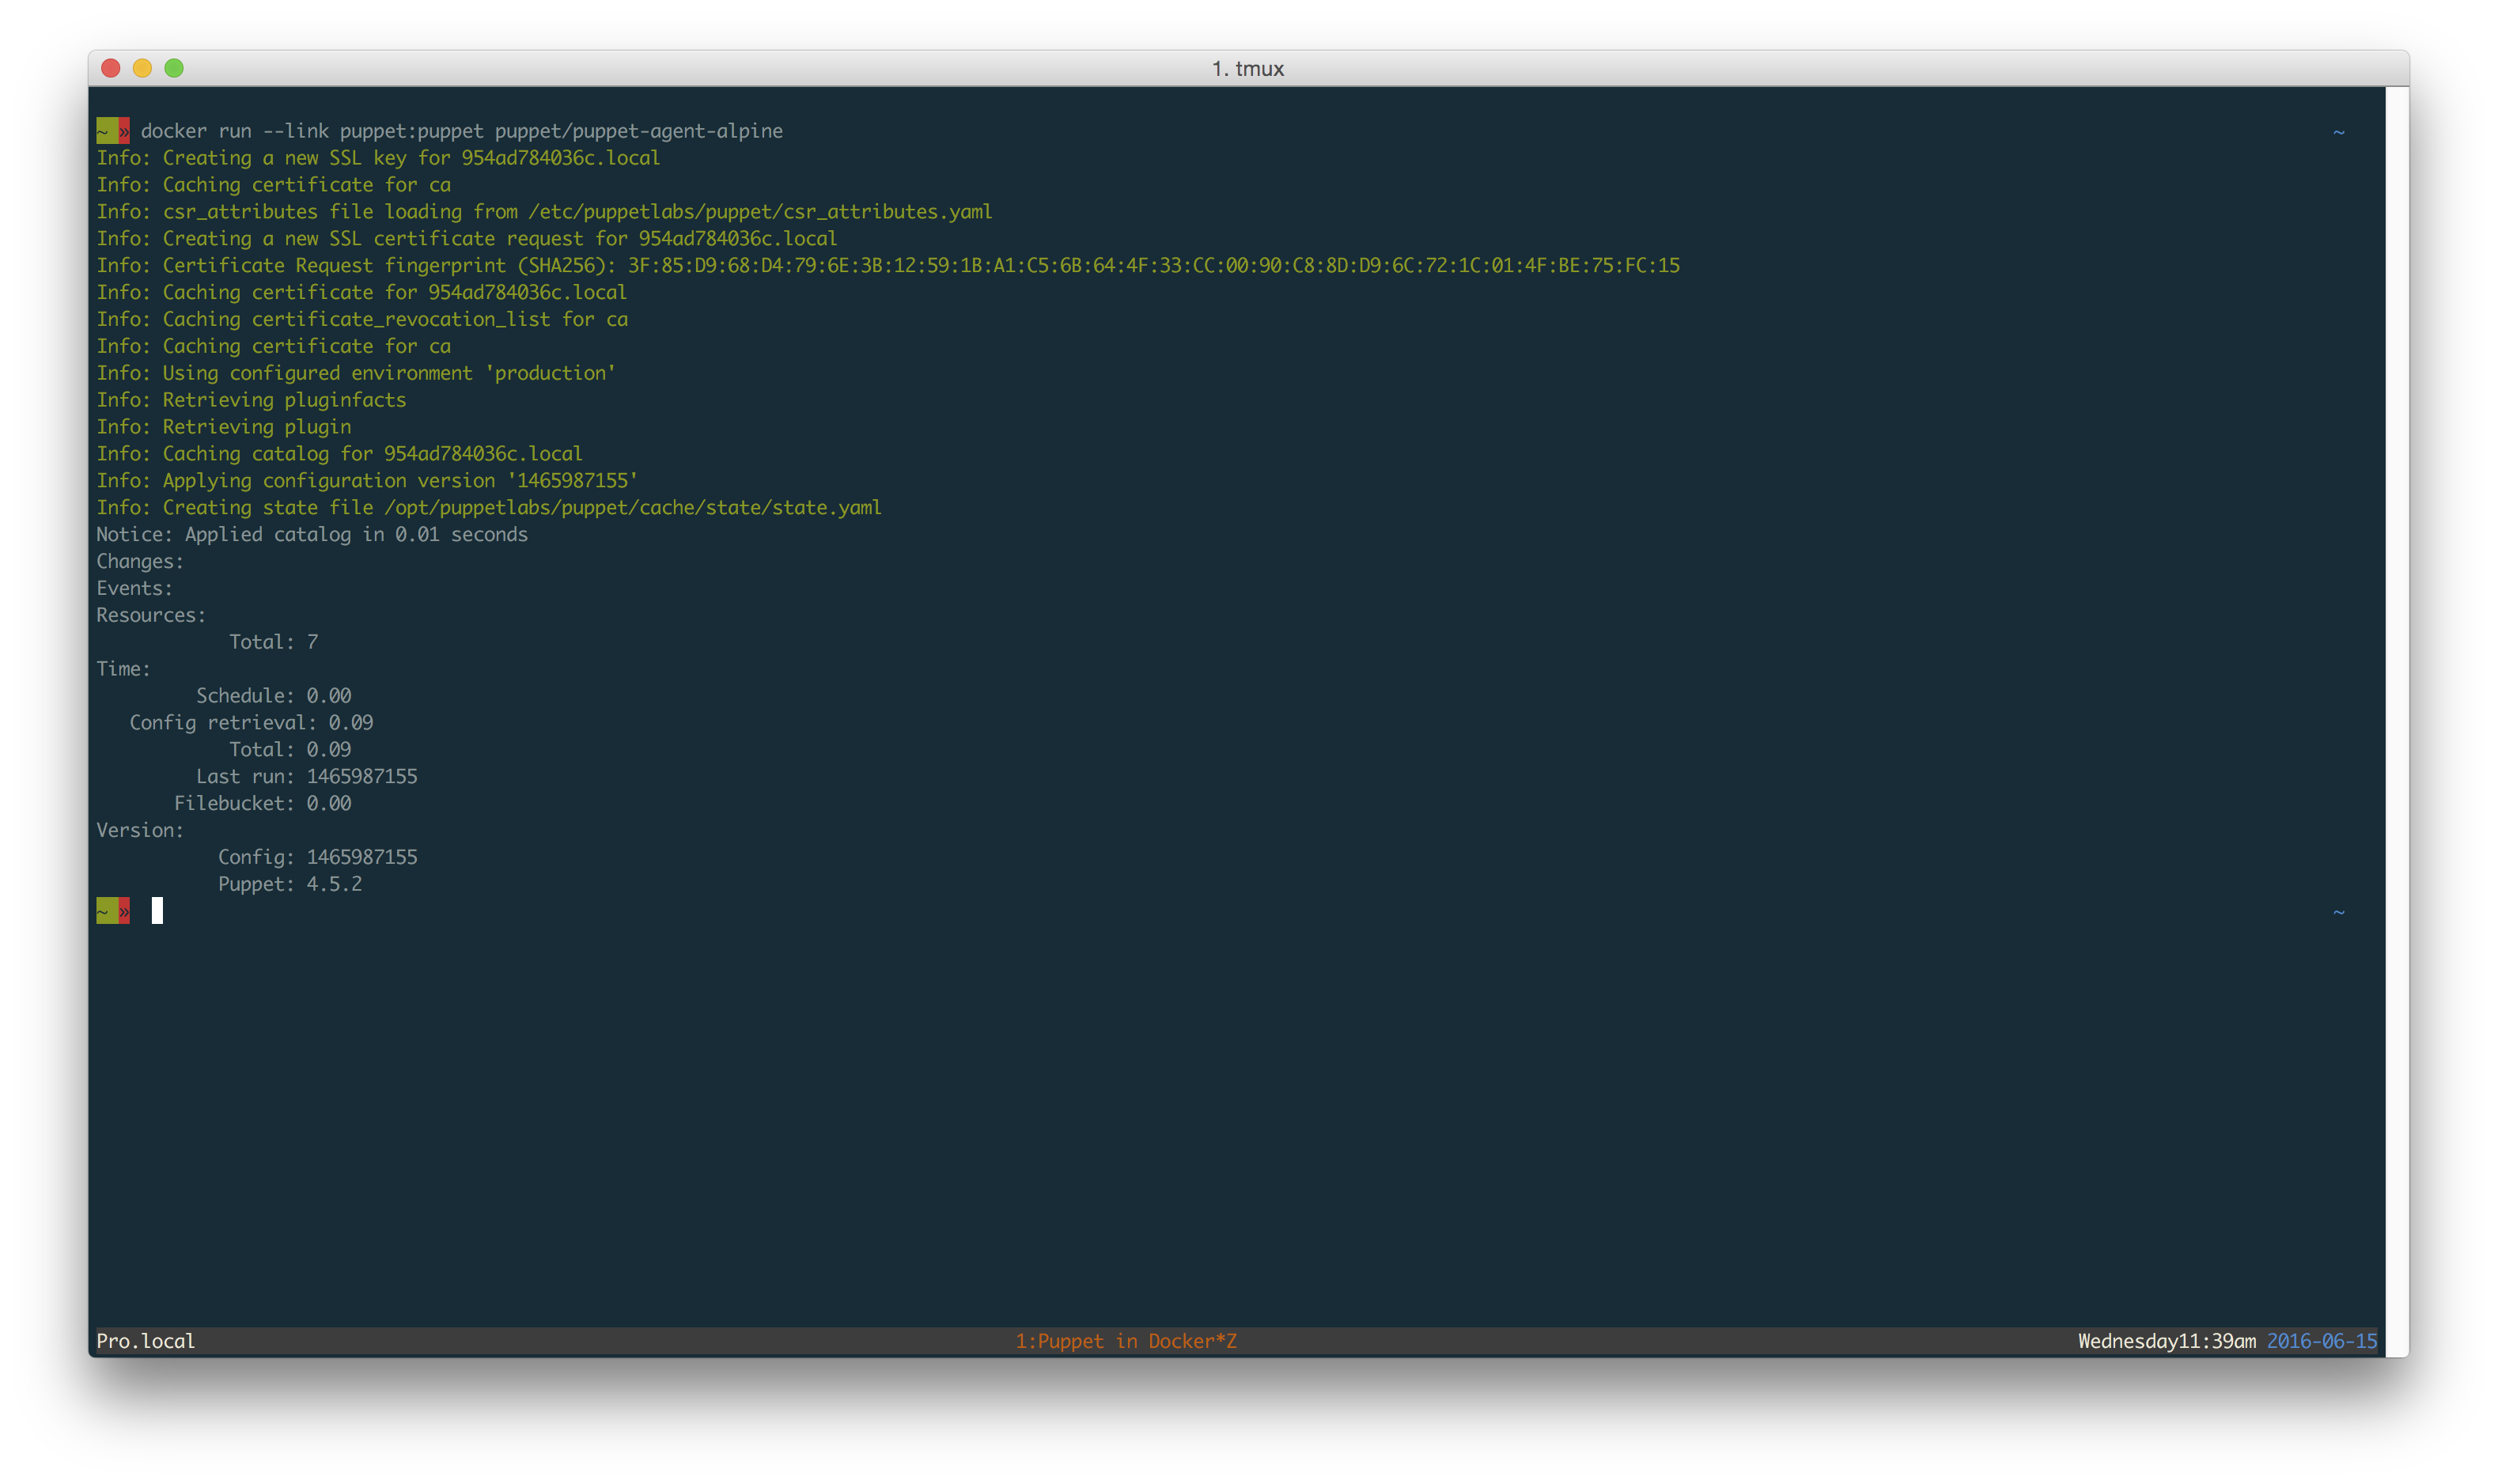 1. tmux
~ » docker run --link puppet:puppet puppet/puppet-agent-alpine ~
Info: Creating a new SSL key for 954ad784036c.local
Info: Caching certificate for ca
Info: csr_attributes file loading from /etc/puppetlabs/puppet/csr_attributes.yaml
Info: Creating a new SSL certificate request for 954ad784036c.local
Info: Certificate Request fingerprint (SHA256): 3F:85:D9:68:D4:79:6E:3B:12:59:1B:A1:C5:6B:64:4F:33:CC:00:90:C8:8D:D9:6C:72:1C:01:4F:BE:75:FC:15
Info: Caching certificate for 954ad784036c.local
Info: Caching certificate_revocation_list for ca
Info: Caching certificate for ca
Info: Using configured environment 'production'
Info: Retrieving pluginfacts
Info: Retrieving plugin
Info: Caching catalog for 954ad784036c.local
Info: Applying configuration version '1465987155'
Info: Creating state file /opt/puppetlabs/puppet/cache/state/state.yaml
Notice: Applied catalog in 0.01 seconds
Changes:
Events:
Resources:
Total: 7
Time:
Schedule: 0.00
Config retrieval: 0.09
Total: 0.09
Last run: 1465987155
Filebucket: 0.00
Version:
Config: 1465987155
Puppet: 4.5.2
~ » ~
Pro.local 1:Puppet in Docker*Z Wednesday11:39am 2016-06-15